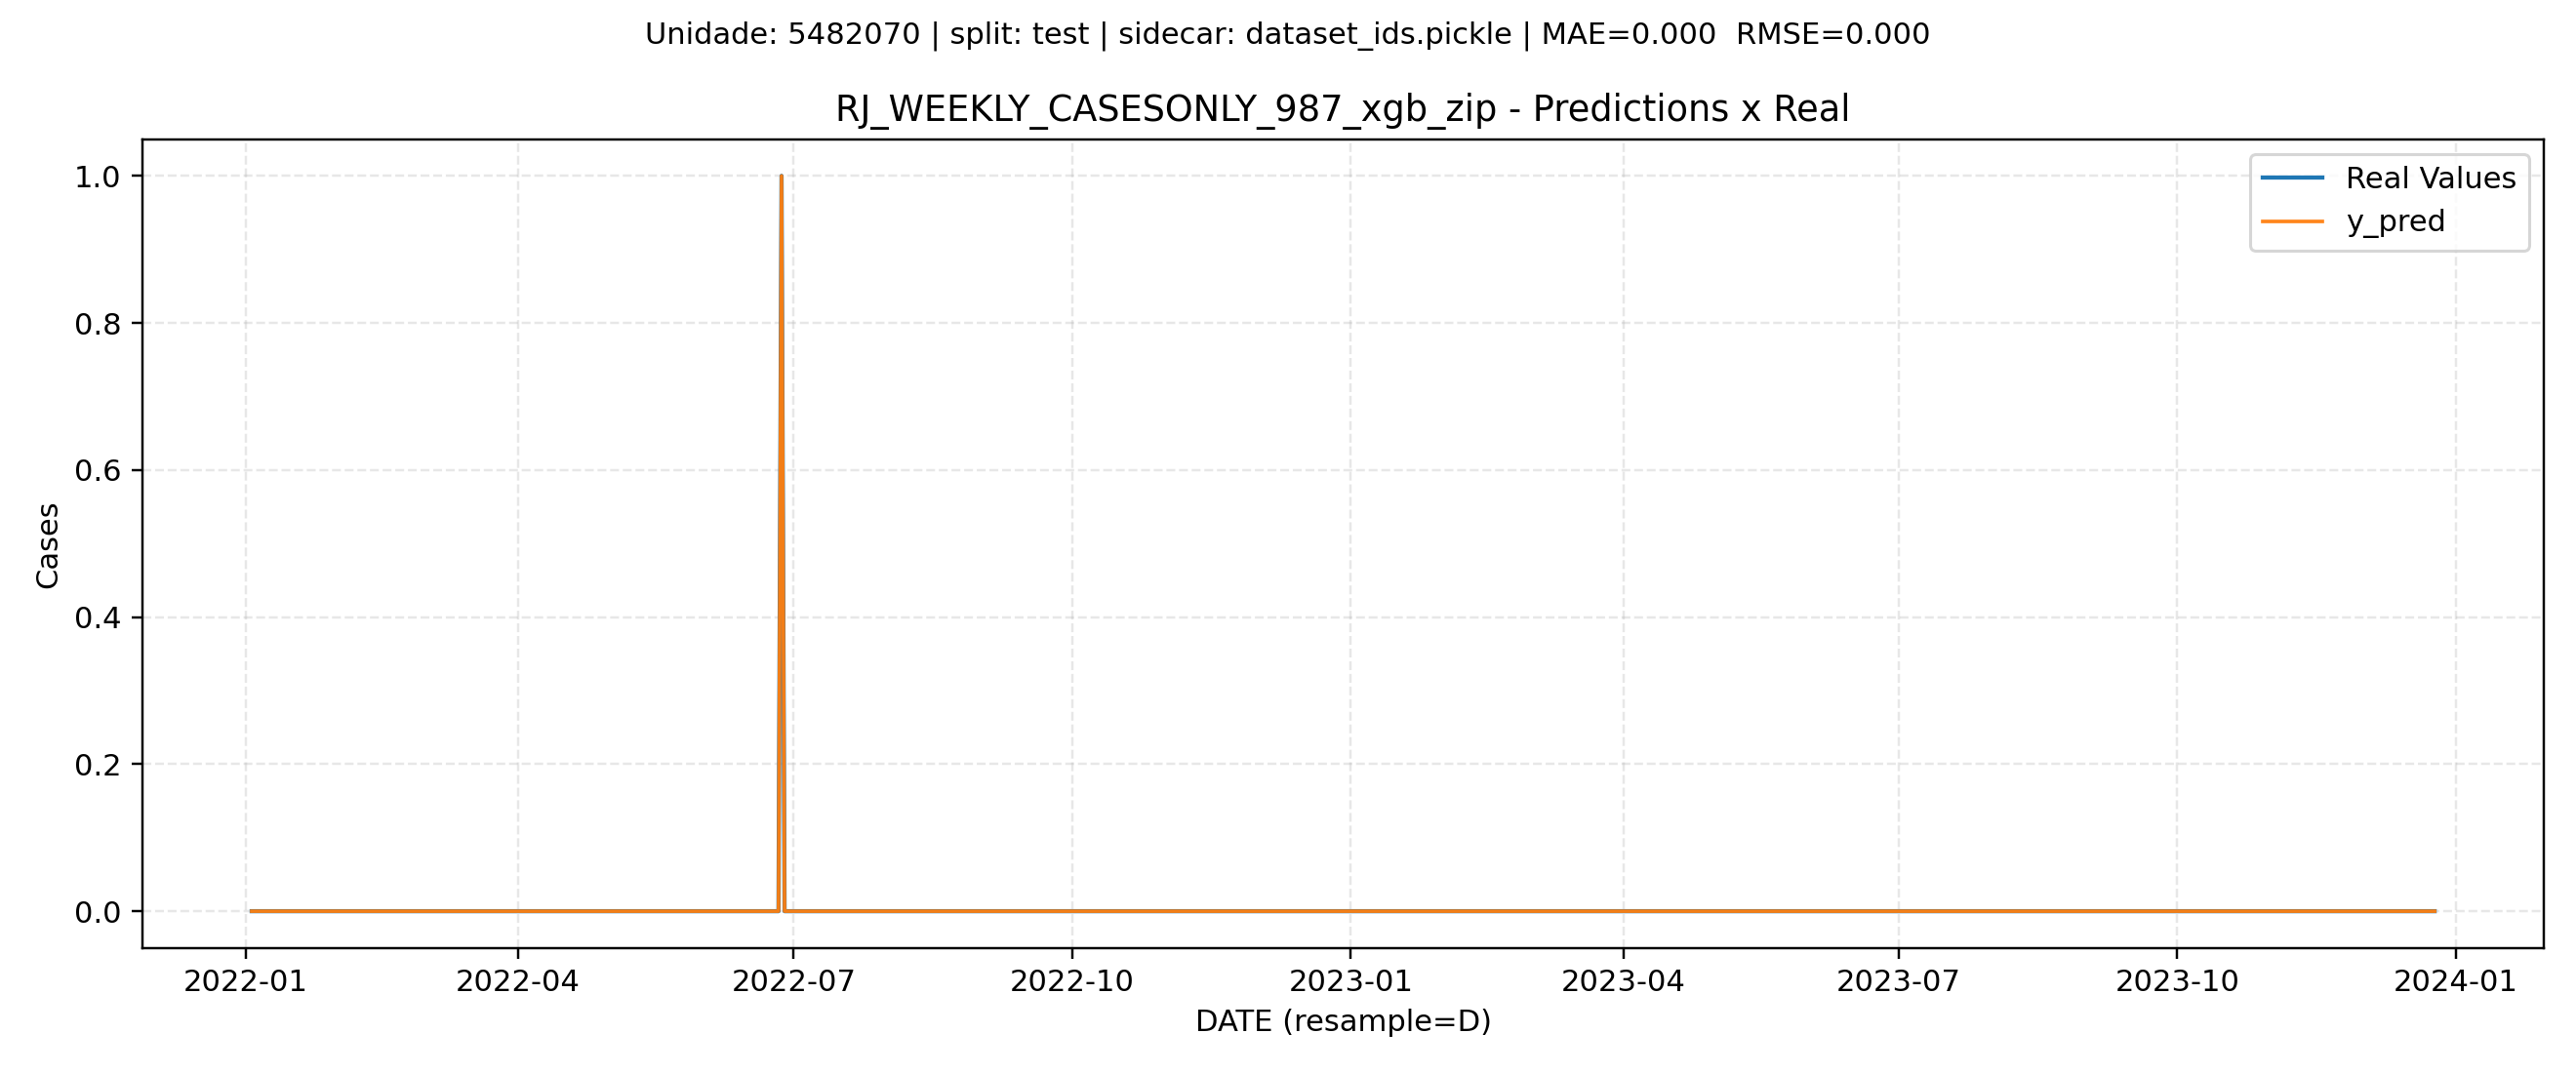 Unidade: 5482070 | split: test | sidecar: dataset_ids.pickle | MAE=0.000  RMSE=0.000
RJ_WEEKLY_CASESONLY_987_xgb_zip - Predictions x Real
Real Values
y_pred
1.0
0.8
0.6
0.4
0.2
0.0
Cases
2022-01 2022-04 2022-07 2022-10 2023-01 2023-04 2023-07 2023-10 2024-01
DATE (resample=D)